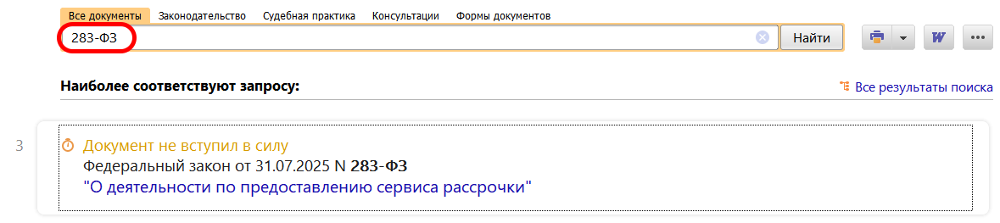 Все документы Законодательство Судебная практика Консультации Формы документов
283-ФЗ Найти W
Наиболее соответствуют запросу: Все результаты поиска
3 Документ не вступил в силу
Федеральный закон от 31.07.2025 N 283-ФЗ
"О деятельности по предоставлению сервиса рассрочки"